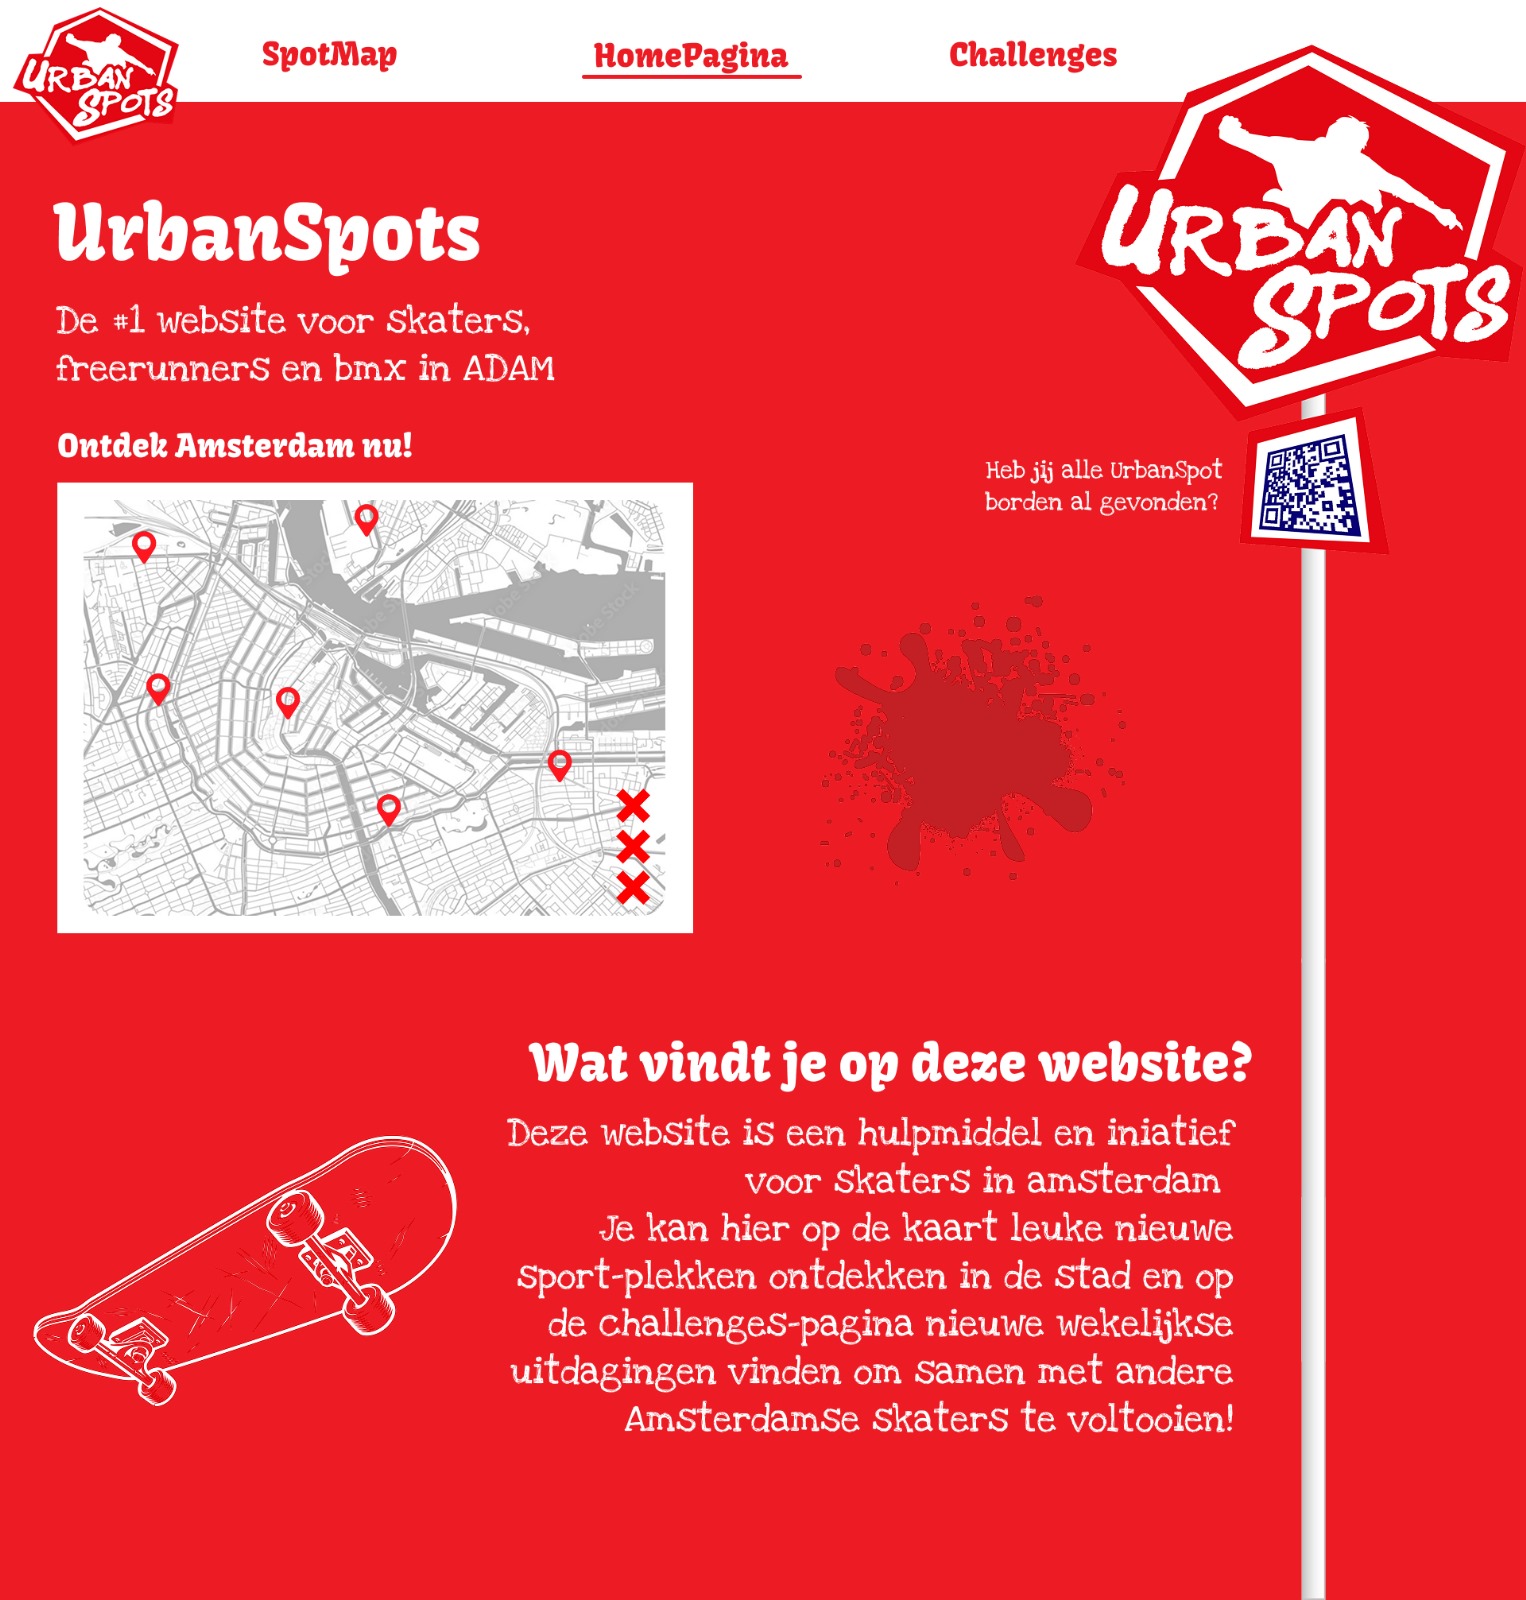 URBAN
SPOTS
SpotMap
HomePagina
Challenges
URBAN
SPOTS
UrbanSpots
De #1 website voor skaters,
freerunners en bmx in ADAM
Ontdek Amsterdam nu!
Heb jij alle UrbanSpot
borden al gevonden?
Adobe Stock
Wat vindt je op deze website?
Deze website is een hulpmiddel en iniatief
voor skaters in amsterdam
Je kan hier op de kaart leuke nieuwe
sport-plekken ontdekken in de stad en op
de challenges-pagina nieuwe wekelijkse
uitdagingen vinden om samen met andere
Amsterdamse skaters te voltooien!